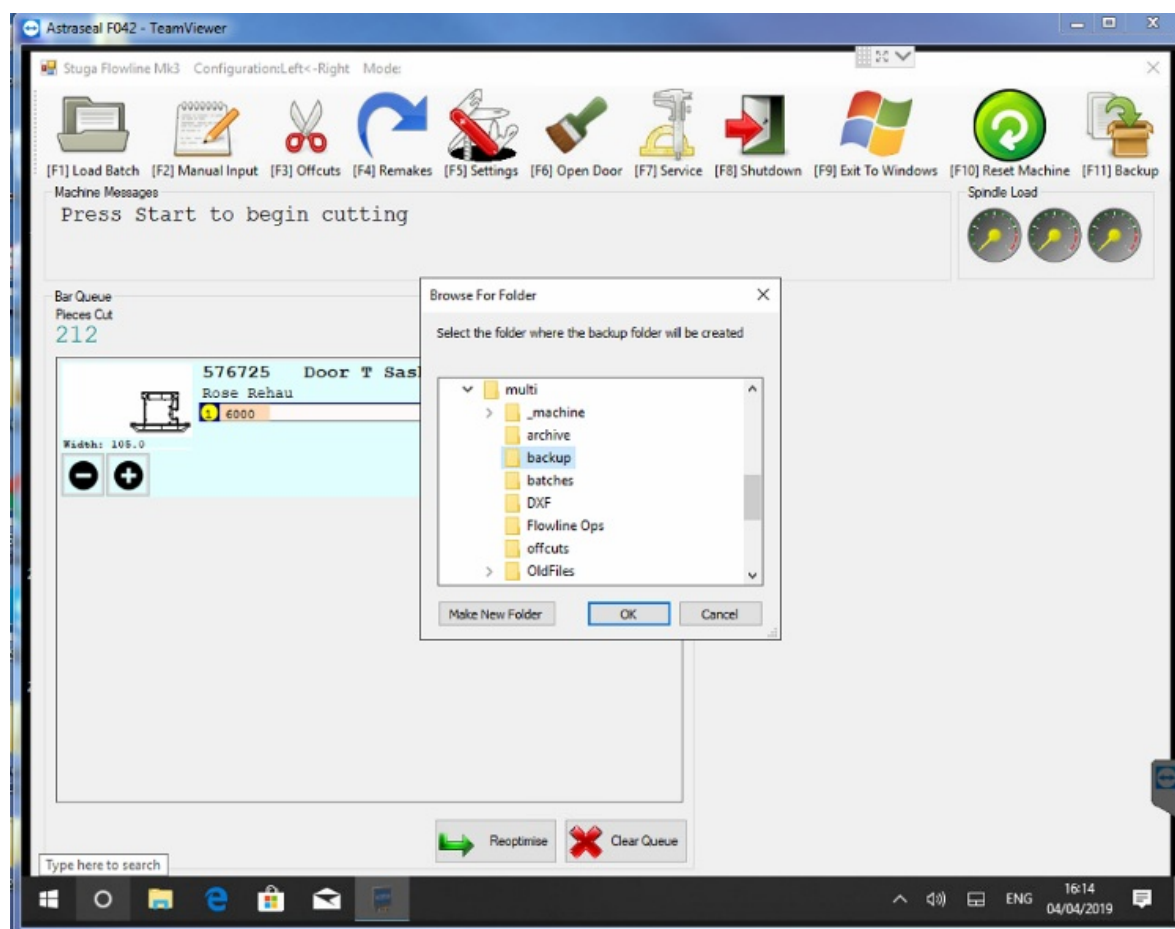 Astraseal F042 - TeamViewer
Stuga Flowline Mk3 Configuration:Left<-Right Mode:
[F1] Load Batch [F2] Manual Input [F3] Offcuts [F4] Remakes [F5] Settings [F6] Open Door [F7] Service [F8] Shutdown [F9] Exit To Windows [F10] Reset Machine [F11] Backup
Machine Messages
Press Start to begin cutting
Spindle Load
Bar Queue
Pieces Cut
212
576725 Door T Sas
Rose Rehau
1 6000
Width: 105.0
Browse For Folder
Select the folder where the backup folder will be created
multi
_machine
archive
backup
batches
DXF
Flowline Ops
offcuts
OldFiles
Make New Folder OK Cancel
Reoptimise Clear Queue
Type here to search
ENG 16:14
04/04/2019